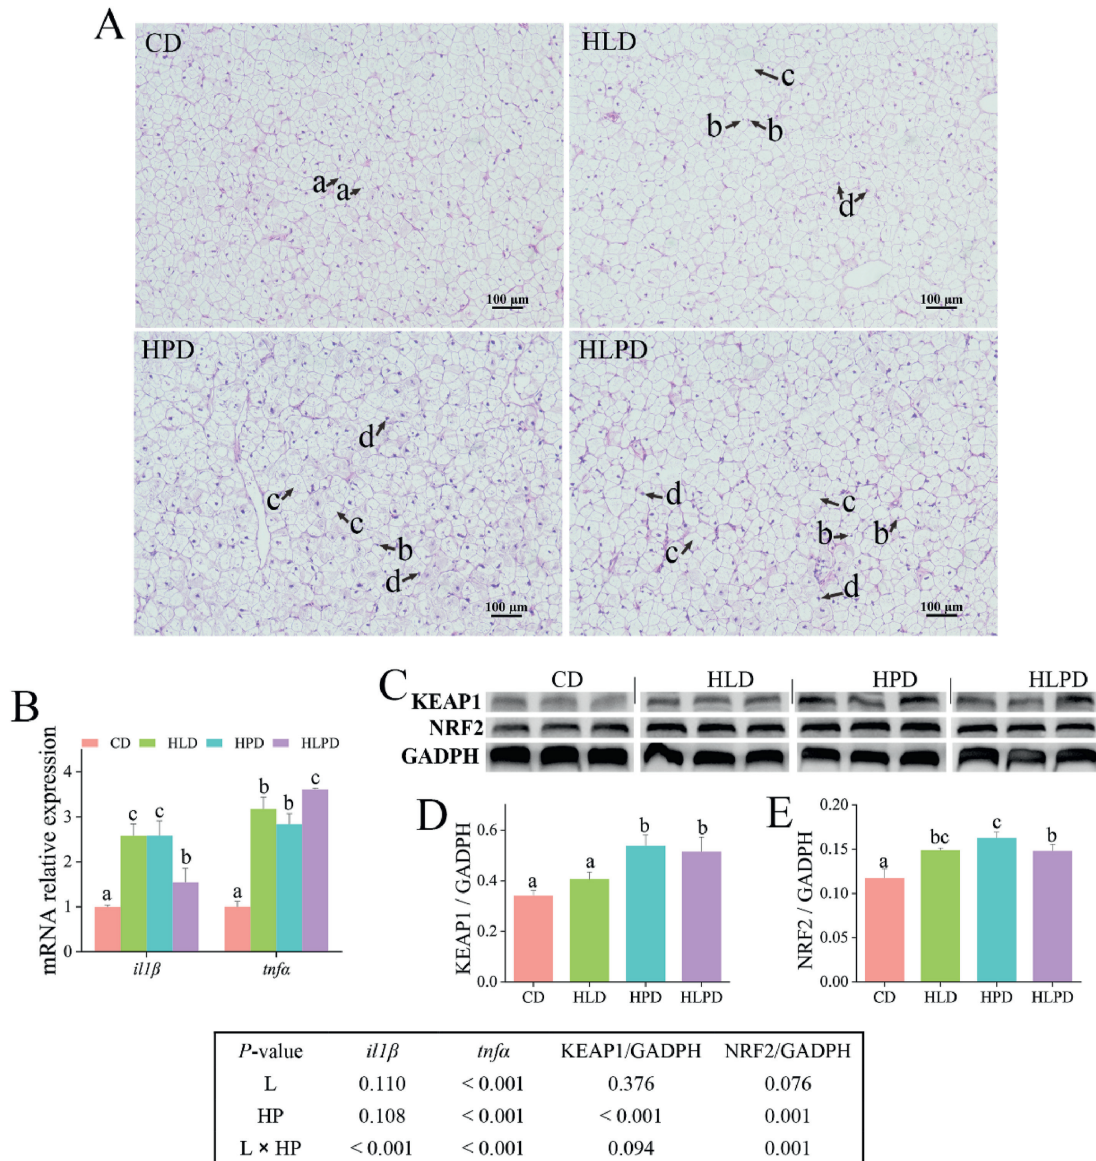 A
CD
a
a
100 µm
HLD
c
b b
d
100 µm
HPD
d
c
c
b
d
100 µm
HLPD
d
c
b
b
c
d
100 µm
B
CD HLD HPD HLPD
mRNA relative expression
4
3
2
1
0
a
c
c
b
a
b
b
c
il1β tnfα
C
CD HLD HPD HLPD
KEAP1
NRF2
GADPH
D
KEAP1 / GADPH
0.6
0.4
0.2
0.0
a
a
b
b
CD HLD HPD HLPD
E
NRF2 / GADPH
0.20
0.15
0.10
0.05
0.00
a
bc
c
b
CD HLD HPD HLPD
P-value il1β tnfα KEAP1/GADPH NRF2/GADPH
L 0.110 < 0.001 0.376 0.076
HP 0.108 < 0.001 < 0.001 0.001
L × HP < 0.001 < 0.001 0.094 0.001